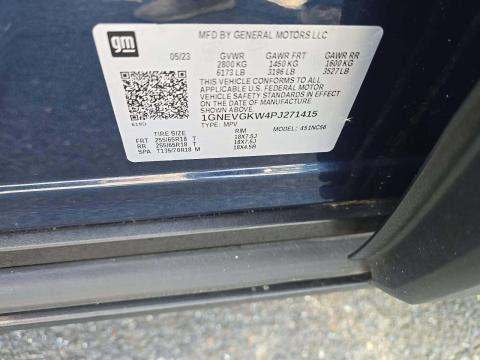 gm
MFD BY GENERAL MOTORS LLC
05/23 GVWR GAWR FRT GAWR RR
2800 KG 1450 KG 1600 KG
6173 LB 3196 LB 3527 LB
THIS VEHICLE CONFORMS TO ALL
APPLICABLE U.S. FEDERAL MOTOR
VEHICLE SAFETY STANDARDS IN EFFECT
ON THE DATE OF MANUFACTURE SHOWN ABOVE.
1GNEVGKW4PJ271415
TYPE: MPV MODEL: 451NC56
TIRE SIZE RIM
FRT 255/65R18 T 18X7.5J
RR 255/65R18 T 18X7.5J
SPA T135/70R18 M 18X4.5B